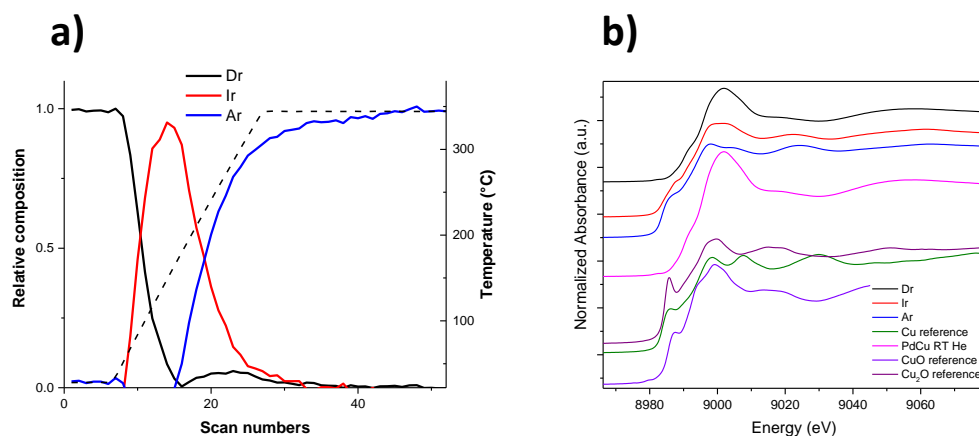 a)
b)
Dr
Ir
Ar
1.0
0.5
0.0
Relative composition
300
200
100
Temperature (°C)
0
20
40
Scan numbers
Normalized Absorbance (a.u.)
Dr
Ir
Ar
Cu reference
PdCu RT He
CuO reference
Cu2O reference
8980
9000
9020
9040
9060
Energy (eV)